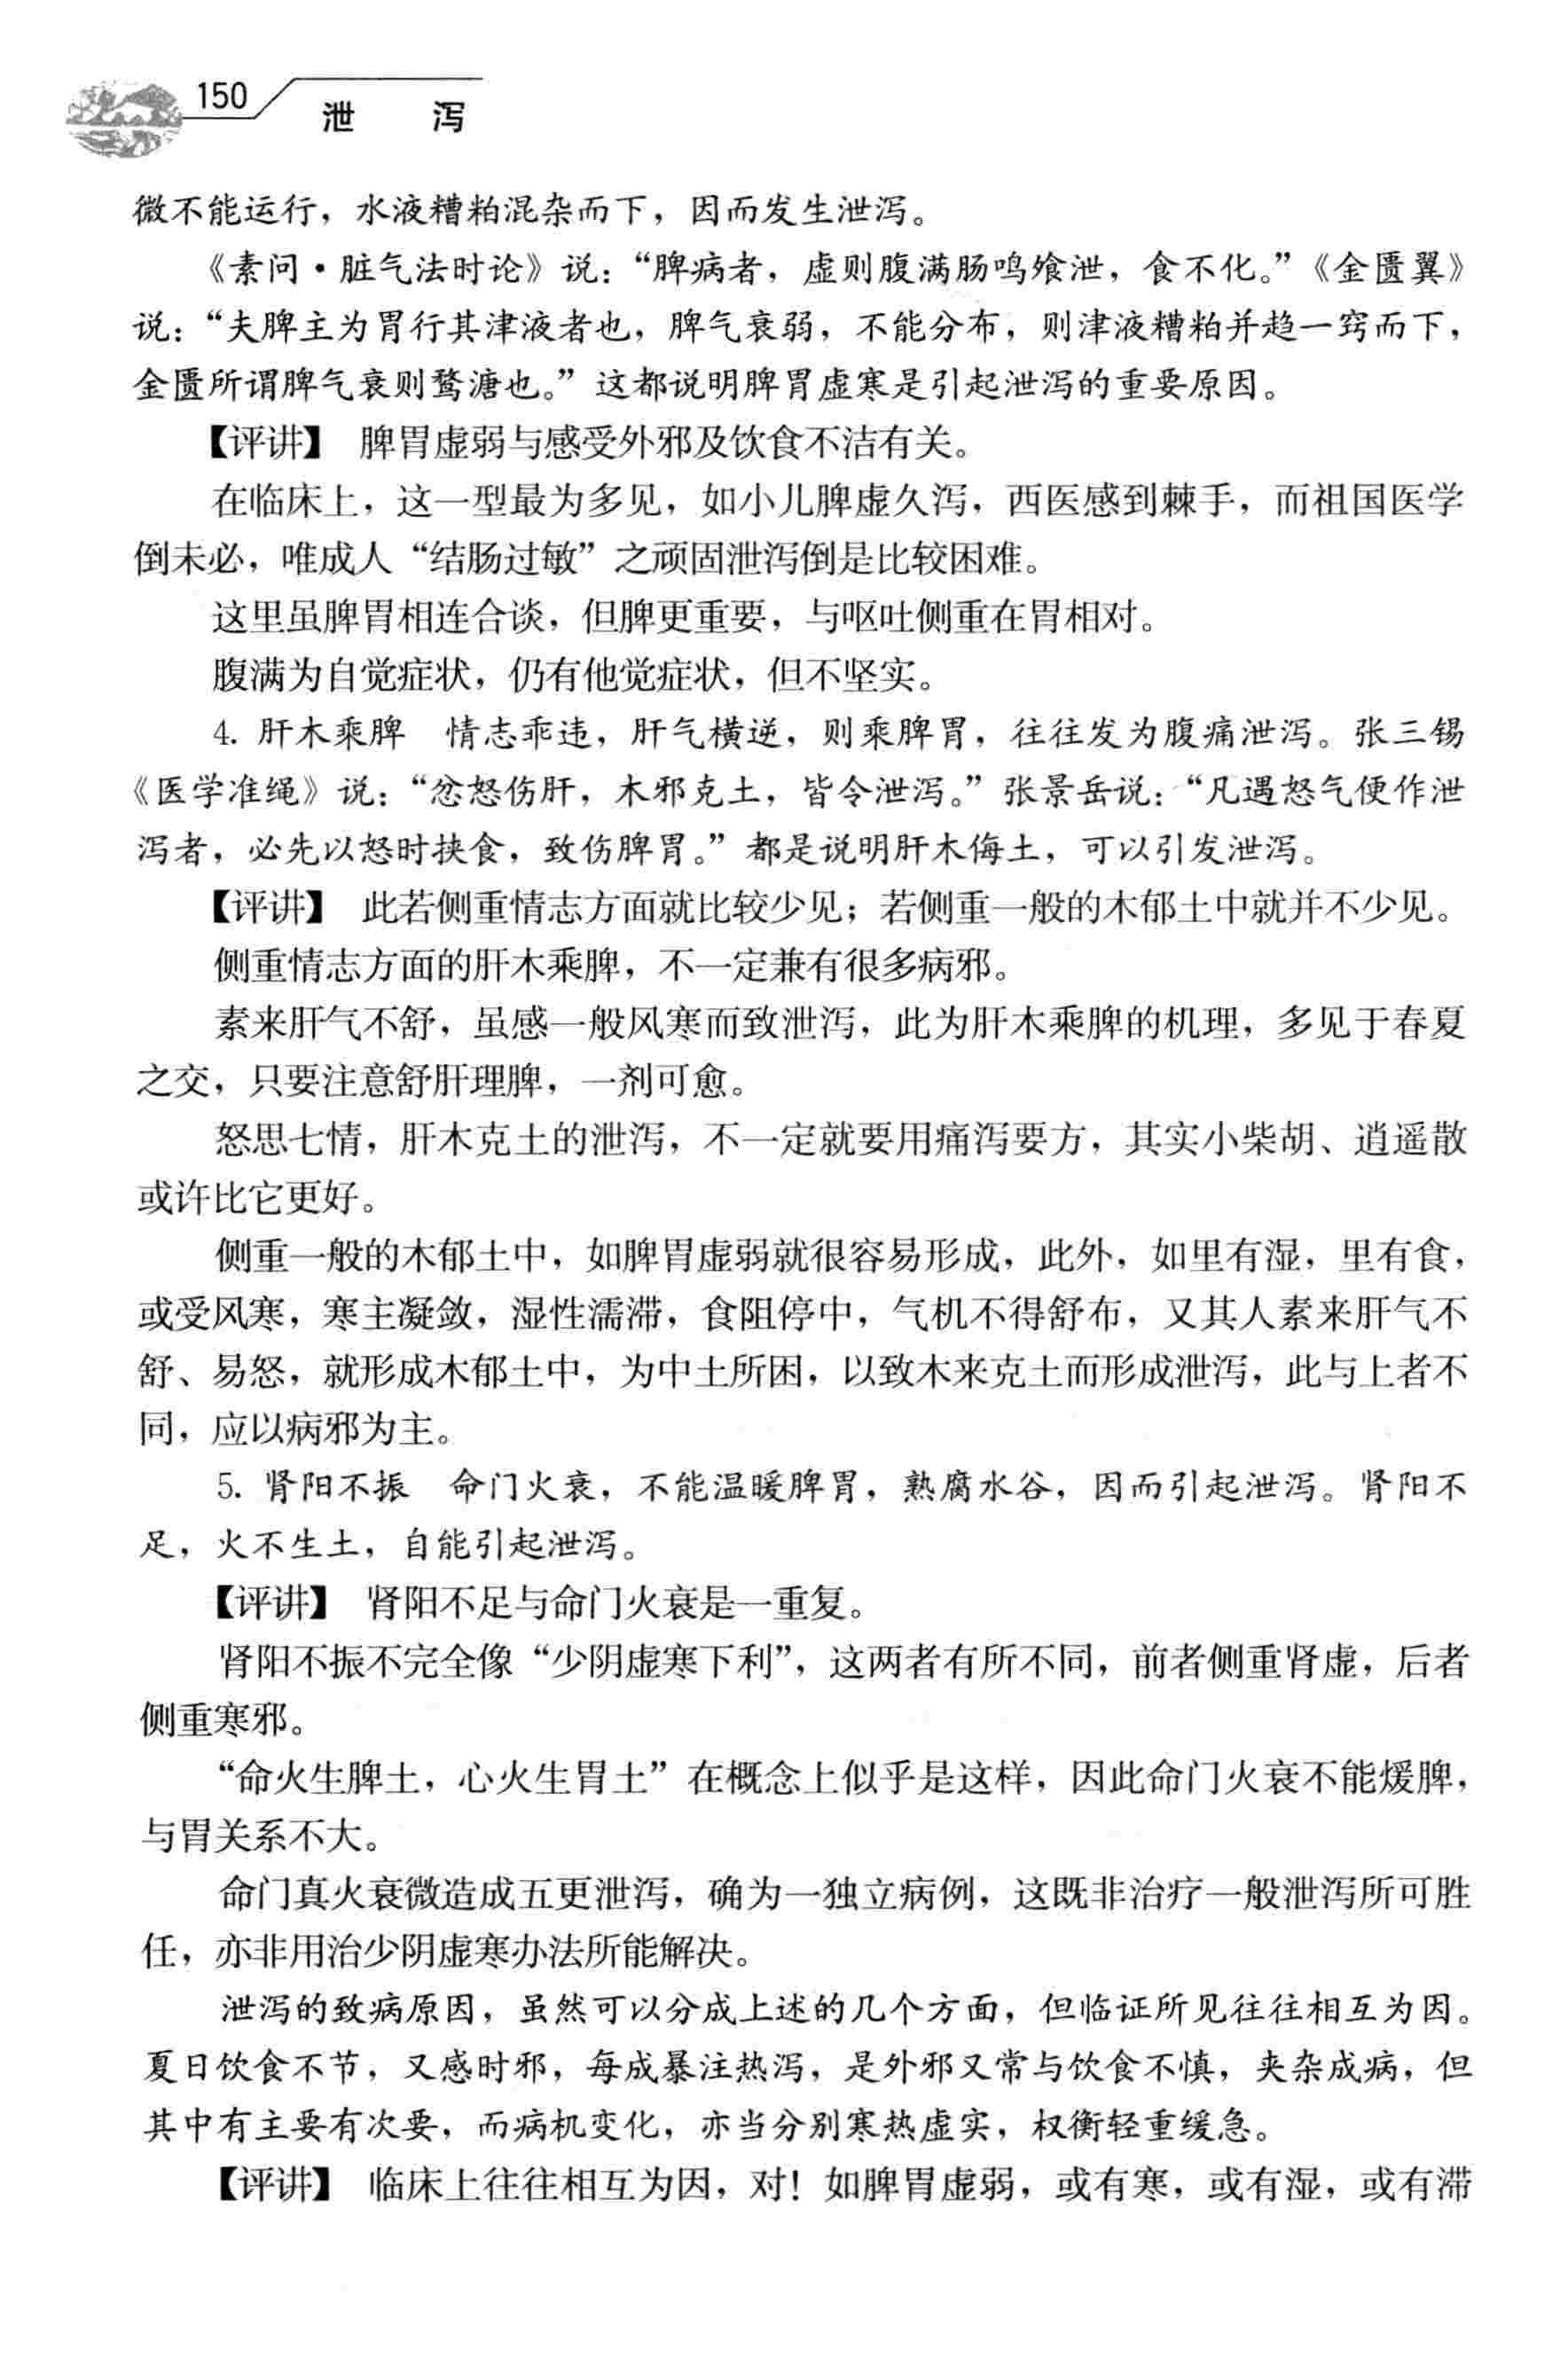 150
泄 泻
微不能运行，水液糟粕混杂而下，因而发生泄泻。
《素问·脏气法时论》说：“脾病者，虚则腹满肠鸣飧泄，食不化。”《金匮翼》
说：“夫脾主为胃行其津液者也，脾气衰弱，不能分布，则津液糟粕并趋一窍而下，
金匮所谓脾气衰则鹜溏也。”这都说明脾胃虚寒是引起泄泻的重要原因。
【评讲】 脾胃虚弱与感受外邪及饮食不洁有关。
在临床上，这一型最为多见，如小儿脾虚久泻，西医感到棘手，而祖国医学
倒未必，唯成人“结肠过敏”之顽固泄泻倒是比较困难。
这里虽脾胃相连合谈，但脾更重要，与呕吐侧重在胃相对。
腹满为自觉症状，仍有他觉症状，但不坚实。
4. 肝木乘脾 情志乖违，肝气横逆，则乘脾胃，往往发为腹痛泄泻。张三锡
《医学准绳》说：“忿怒伤肝，木邪克土，皆令泄泻。”张景岳说：“凡遇怒气便作泄
泻者，必先以怒时挟食，致伤脾胃。”都是说明肝木侮土，可以引发泄泻。
【评讲】 此若侧重情志方面就比较少见；若侧重一般的木郁土中就并不少见。
侧重情志方面的肝木乘脾，不一定兼有很多病邪。
素来肝气不舒，虽感一般风寒而致泄泻，此为肝木乘脾的机理，多见于春夏
之交，只要注意舒肝理脾，一剂可愈。
怒思七情，肝木克土的泄泻，不一定就要用痛泻要方，其实小柴胡、逍遥散
或许比它更好。
侧重一般的木郁土中，如脾胃虚弱就很容易形成，此外，如里有湿，里有食，
或受风寒，寒主凝敛，湿性濡滞，食阻停中，气机不得舒布，又其人素来肝气不
舒、易怒，就形成木郁土中，为中土所困，以致木来克土而形成泄泻，此与上者不
同，应以病邪为主。
5. 肾阳不振 命门火衰，不能温暖脾胃，熟腐水谷，因而引起泄泻。肾阳不
足，火不生土，自能引起泄泻。
【评讲】 肾阳不足与命门火衰是一重复。
肾阳不振不完全像“少阴虚寒下利”，这两者有所不同，前者侧重肾虚，后者
侧重寒邪。
“命火生脾土，心火生胃土”在概念上似乎是这样，因此命门火衰不能煖脾，
与胃关系不大。
命门真火衰微造成五更泄泻，确为一独立病例，这既非治疗一般泄泻所可胜
任，亦非用治少阴虚寒办法所能解决。
泄泻的致病原因，虽然可以分成上述的几个方面，但临证所见往往相互为因。
夏日饮食不节，又感时邪，每成暴注热泻，是外邪又常与饮食不慎，夹杂成病，但
其中有主要有次要，而病机变化，亦当分别寒热虚实，权衡轻重缓急。
【评讲】 临床上往往相互为因，对！如脾胃虚弱，或有寒，或有湿，或有滞